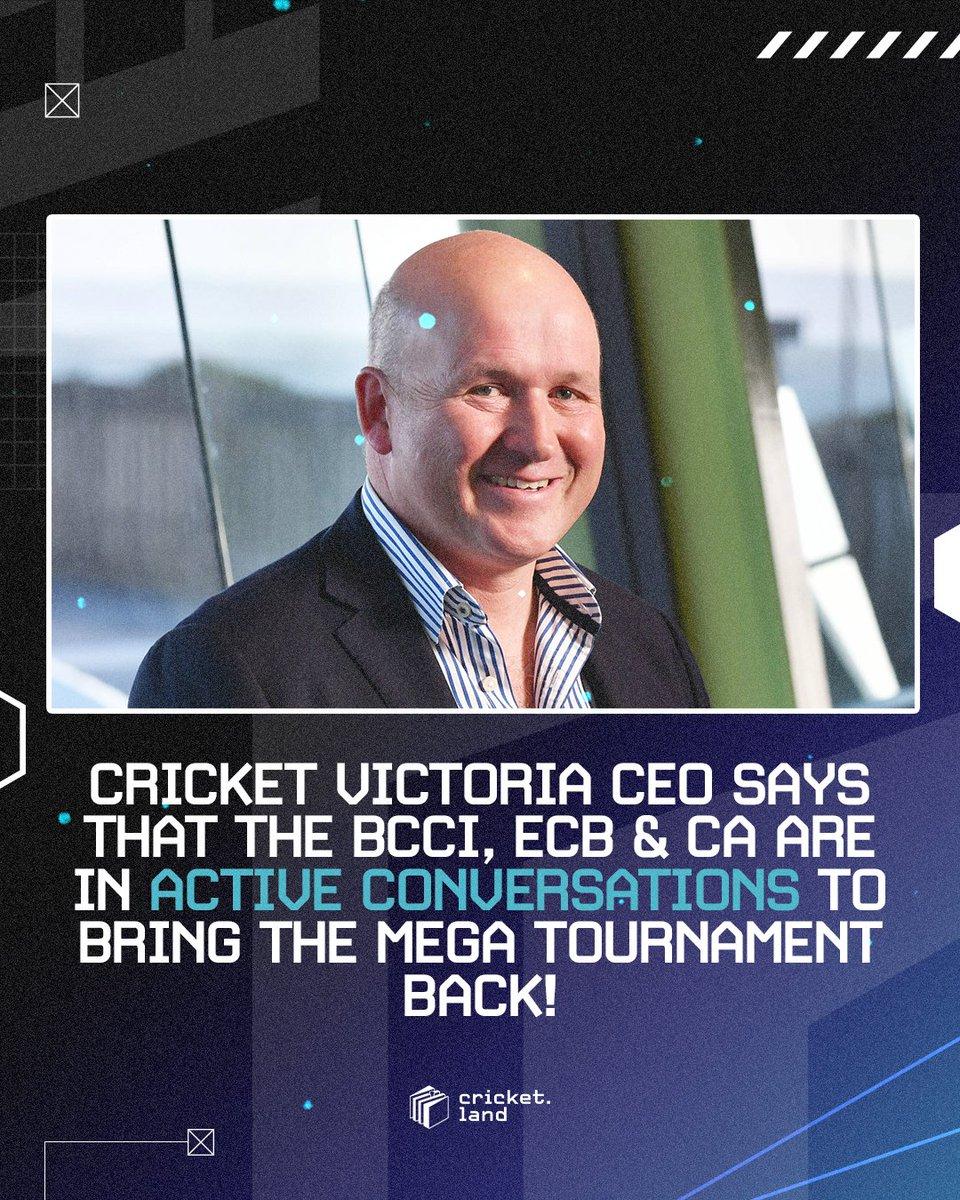 CRICKET VICTORIA CEO SAYS
THAT THE BCCI, ECB & CA ARE
IN ACTIVE CONVERSATIONS TO
BRING THE MEGA TOURNAMENT
BACK!
cricket.
land